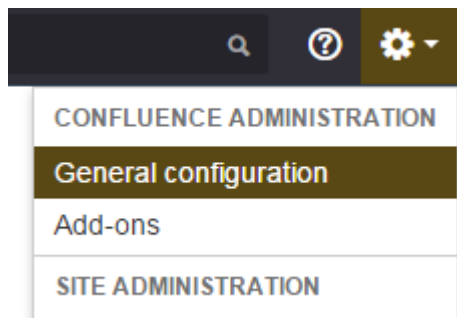 CONFLUENCE ADMINISTRATION
General configuration
Add-ons
SITE ADMINISTRATION